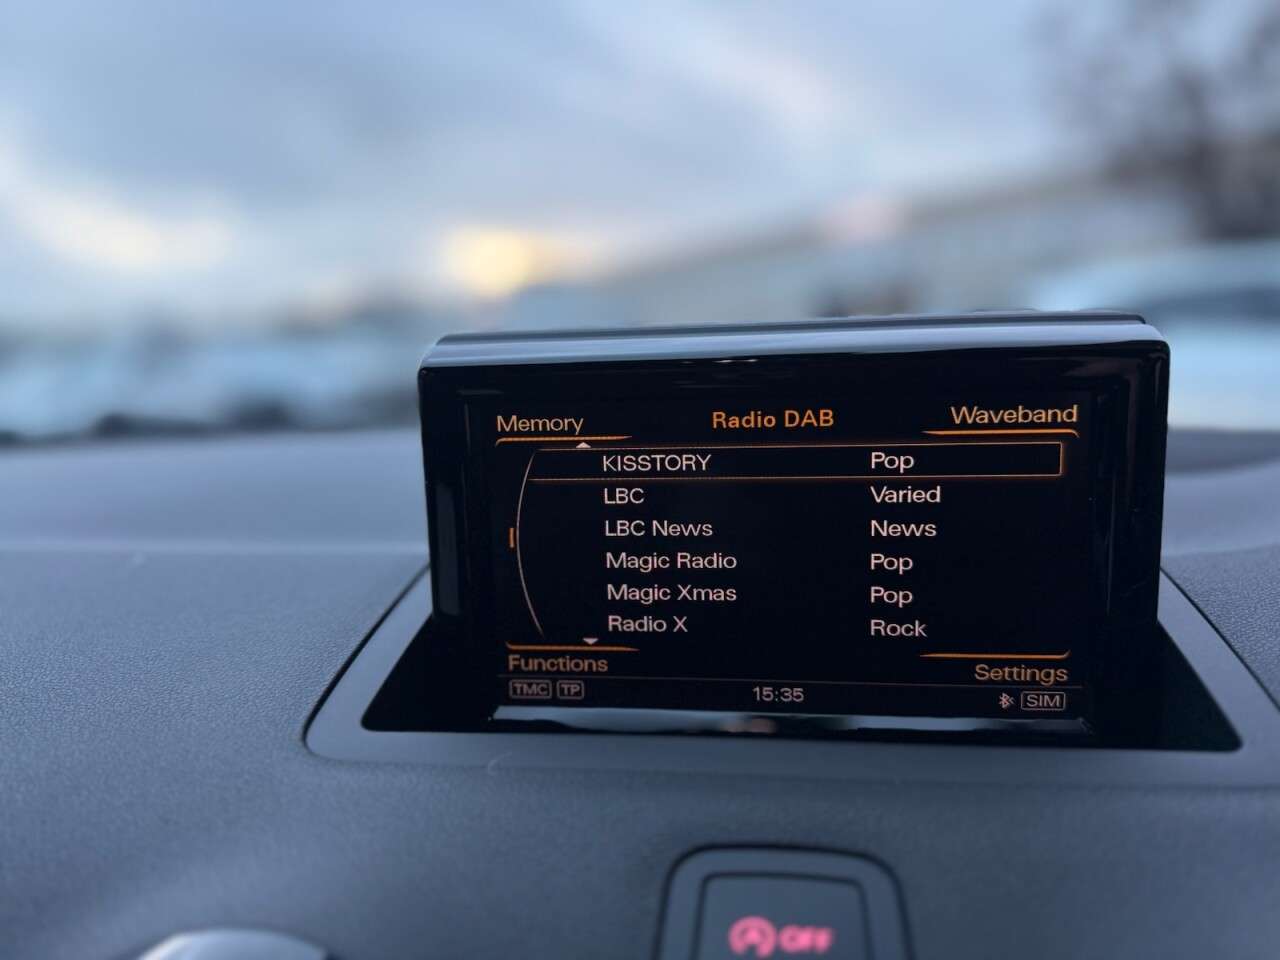 Memory Radio DAB Waveband
KISSTORY Pop
LBC Varied
LBC News News
Magic Radio Pop
Magic Xmas Pop
Radio X Rock
Functions Settings
TMC TP 15:35 SIM
A OFF